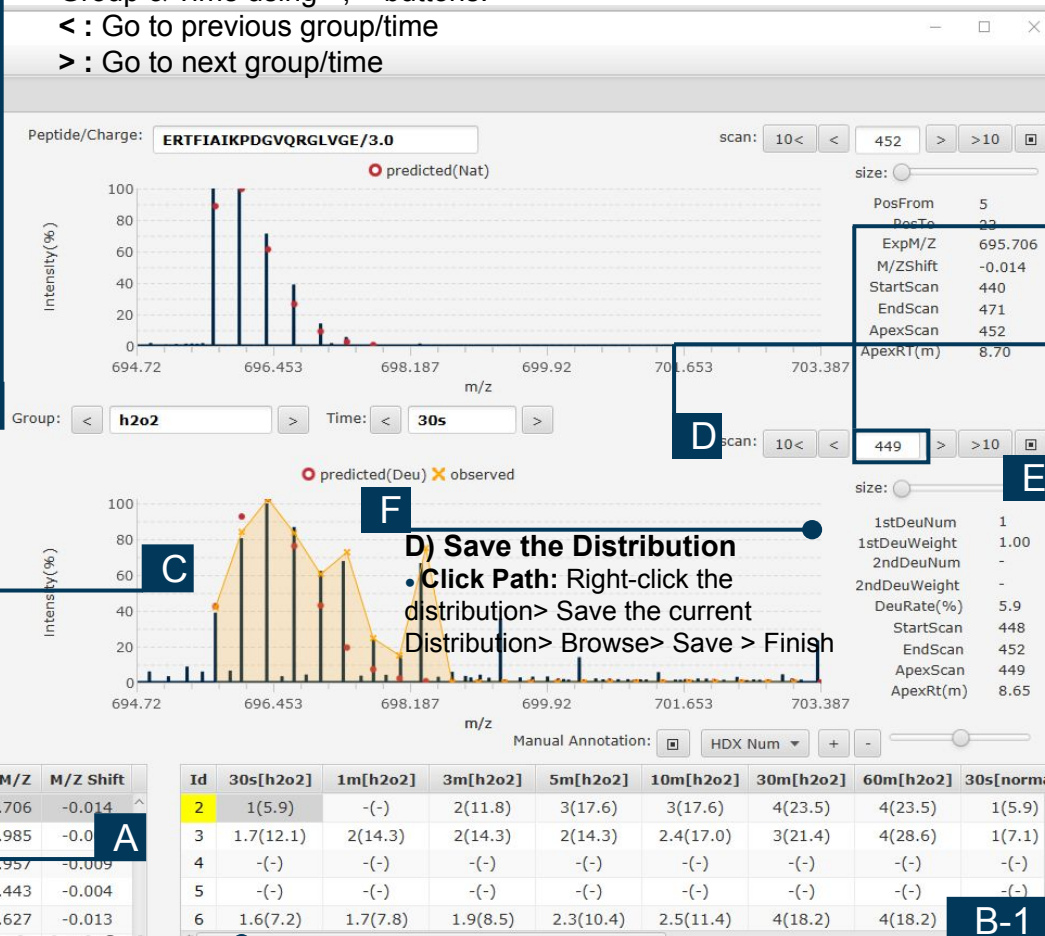 < : Go to previous group/time
> : Go to next group/time
Peptide/Charge: ERTFIAIKPDGVQRGLVGE/3.0 scan: 10< < 452 > >10
predicted(Nat) size:
100
80
60
40
20
0
Intensity(%)
694.72 696.453 698.187 699.92 701.653 703.387
m/z
PosFrom 5
PosTo 23
ExpM/Z 695.706
M/ZShift -0.014
StartScan 440
EndScan 471
ApexScan 452
ApexRT(m) 8.70
Group: < h2o2 > Time: < 30s >
D scan: 10< < 449 > >10
E
predicted(Deu) observed size:
F
C
100
80
60
40
20
0
Intensity(%)
D) Save the Distribution
• Click Path: Right-click the
distribution> Save the current
Distribution> Browse> Save > Finish
694.72 696.453 698.187 699.92 701.653 703.387
m/z
1stDeuNum 1
1stDeuWeight 1.00
2ndDeuNum -
2ndDeuWeight -
DeuRate(%) 5.9
StartScan 448
EndScan 452
ApexScan 449
ApexRt(m) 8.65
Manual Annotation: HDX Num + -
M/Z M/Z Shift Id 30s[h2o2] 1m[h2o2] 3m[h2o2] 5m[h2o2] 10m[h2o2] 30m[h2o2] 60m[h2o2] 30s[norma
.706 -0.014 2 1(5.9) -(-) 2(11.8) 3(17.6) 3(17.6) 4(23.5) 4(23.5) 1(5.9)
.985 A 3 1.7(12.1) 2(14.3) 2(14.3) 2(14.3) 2.4(17.0) 3(21.4) 4(28.6) 1(7.1)
.957 -0.009 4 -(-) -(-) -(-) -(-) -(-) -(-) -(-) -(-)
.443 -0.004 5 -(-) -(-) -(-) -(-) -(-) -(-) -(-) -(-)
.627 -0.013 6 1.6(7.2) 1.7(7.8) 1.9(8.5) 2.3(10.4) 2.5(11.4) 4(18.2) 4(18.2) B-1